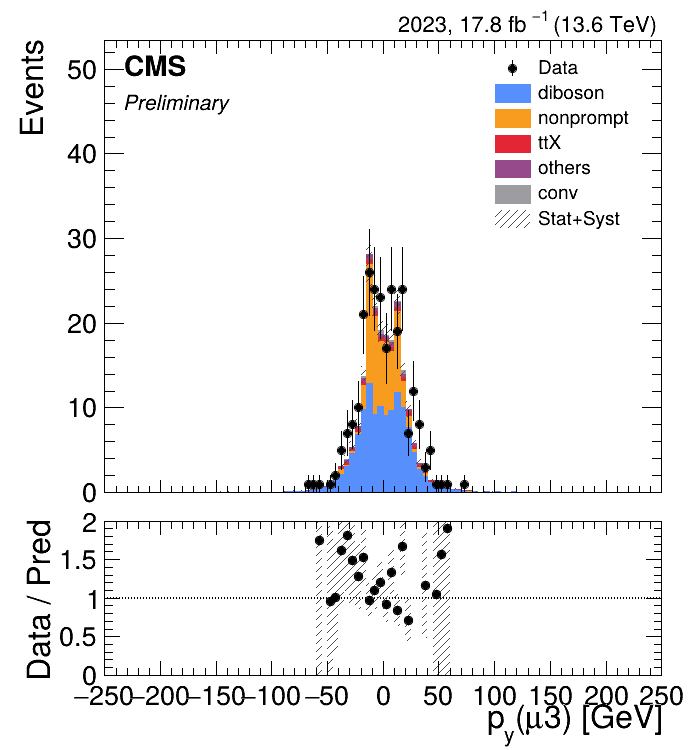 2023, 17.8 fb⁻¹ (13.6 TeV)
CMS
Preliminary
Data
diboson
nonprompt
ttX
others
conv
Stat+Syst
Events
50
40
30
20
10
0
Data / Pred
2
1.5
1
0.5
0
−250 −200 −150 −100 −50 0 50 100 150 200 250
p_y(μ3) [GeV]